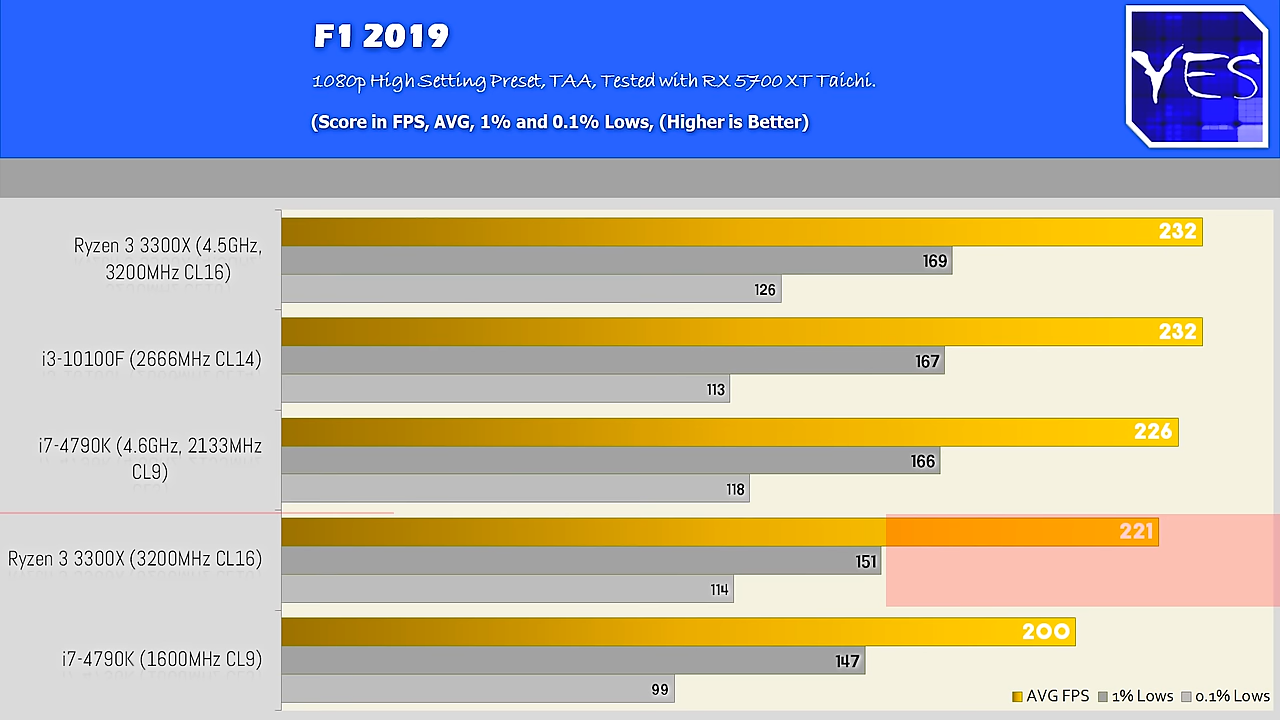 F1 2019
YES
1080p High Setting Preset, TAA, Tested with RX 5700 XT Taichi.
(Score in FPS, AVG, 1% and 0.1% Lows, (Higher is Better)
Ryzen 3 3300X (4.5GHz,
3200MHz CL16)
232
169
126
i3-10100F (2666MHz CL14)
232
167
113
i7-4790K (4.6GHz, 2133MHz
CL9)
226
166
118
Ryzen 3 3300X (3200MHz CL16)
221
151
114
i7-4790K (1600MHz CL9)
200
147
99
AVG FPS 1% Lows 0.1% Lows